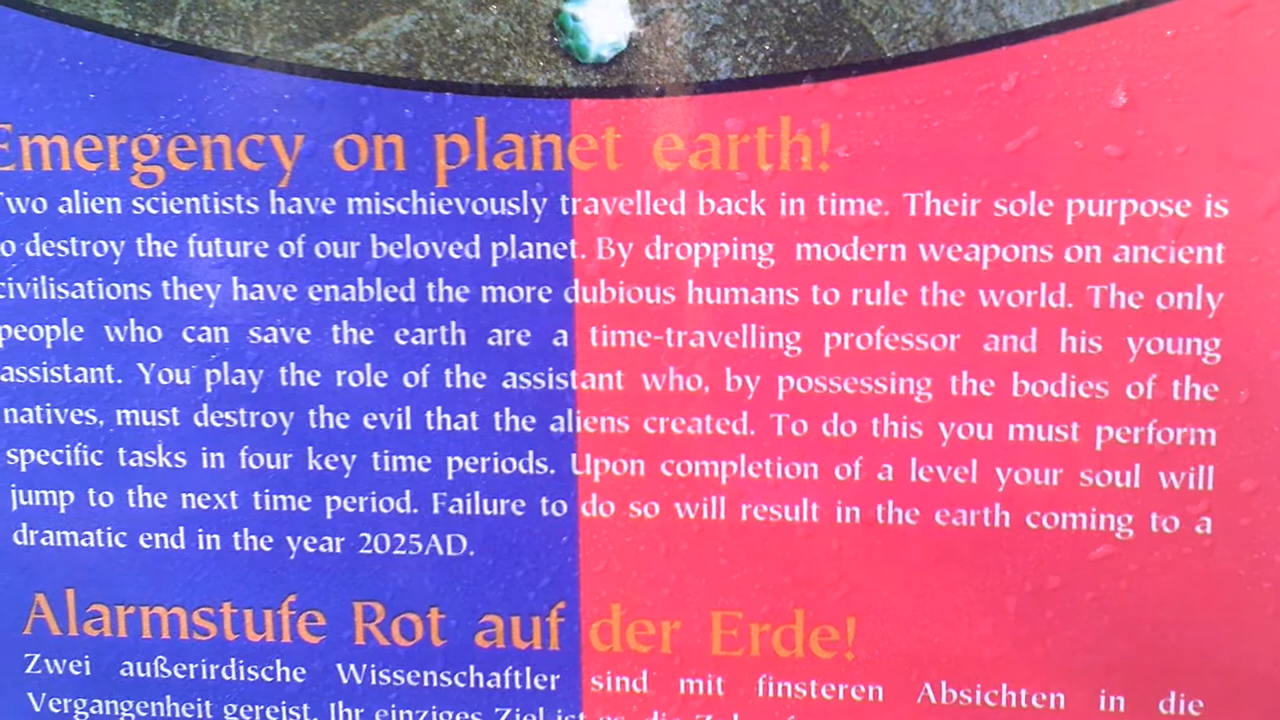 Emergency on planet earth!
Two alien scientists have mischievously travelled back in time. Their sole purpose is
to destroy the future of our beloved planet. By dropping modern weapons on ancient
civilisations they have enabled the more dubious humans to rule the world. The only
people who can save the earth are a time-travelling professor and his young
assistant. You play the role of the assistant who, by possessing the bodies of the
natives, must destroy the evil that the aliens created. To do this you must perform
specific tasks in four key time periods. Upon completion of a level your soul will
jump to the next time period. Failure to do so will result in the earth coming to a
dramatic end in the year 2025AD.
Alarmstufe Rot auf der Erde!
Zwei außerirdische Wissenschaftler sind mit finsteren Absichten in die
Vergangenheit gereist. Ihr einziges Ziel ist es, die